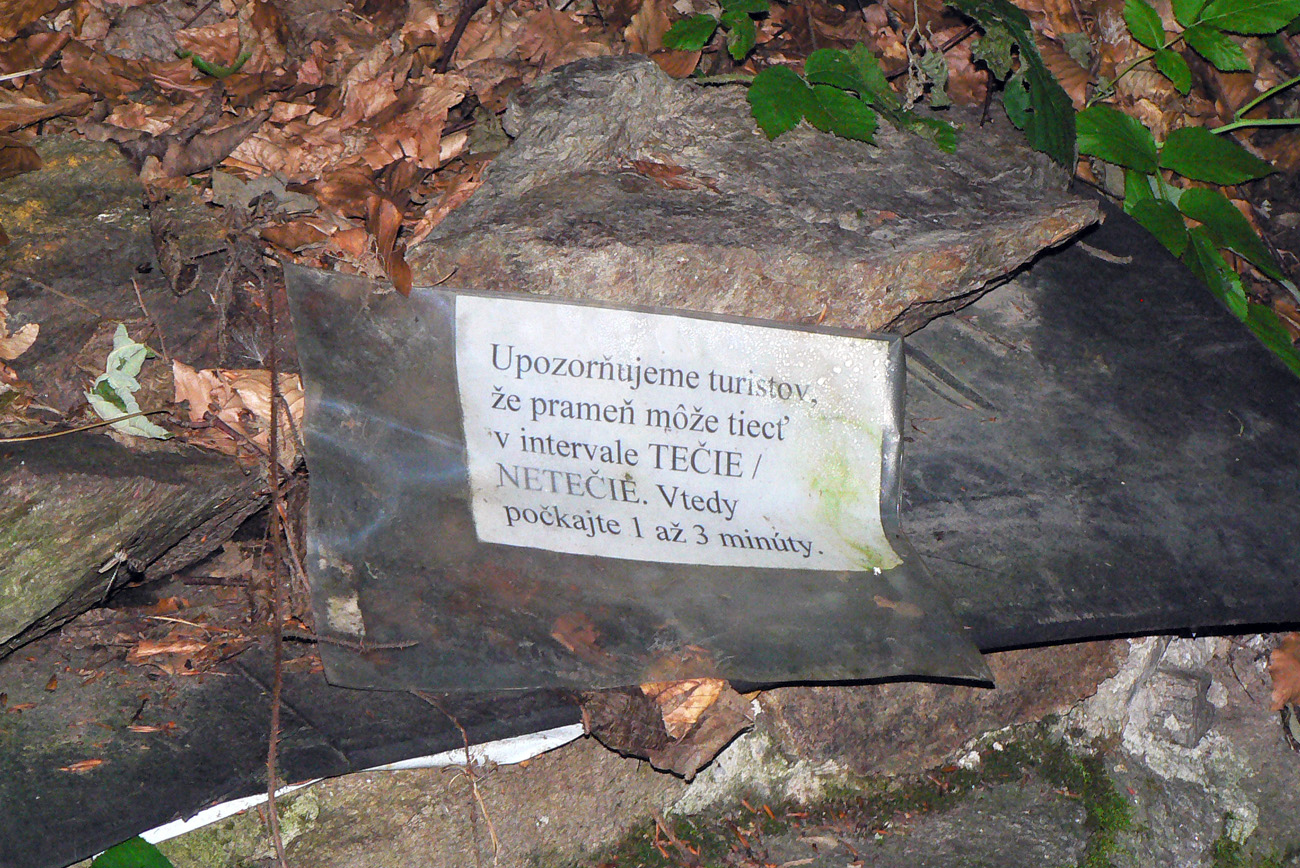 Upozorňujeme turistov,
že prameň môže tiecť
v intervale TEČIE /
NETEČIE. Vtedy
počkajte 1 až 3 minúty.